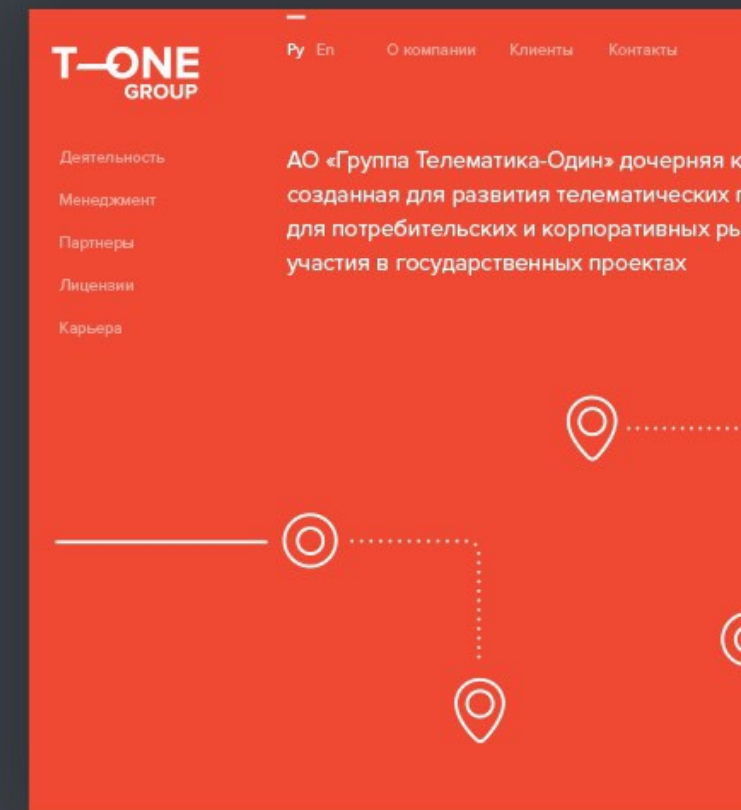 T—ONE
GROUP
Ру En О компании Клиенты Контакты
Деятельность
Менеджмент
Партнеры
Лицензии
Карьера
АО «Группа Телематика-Один» дочерняя
созданная для развития телематических
для потребительских и корпоративных
участия в государственных проектах